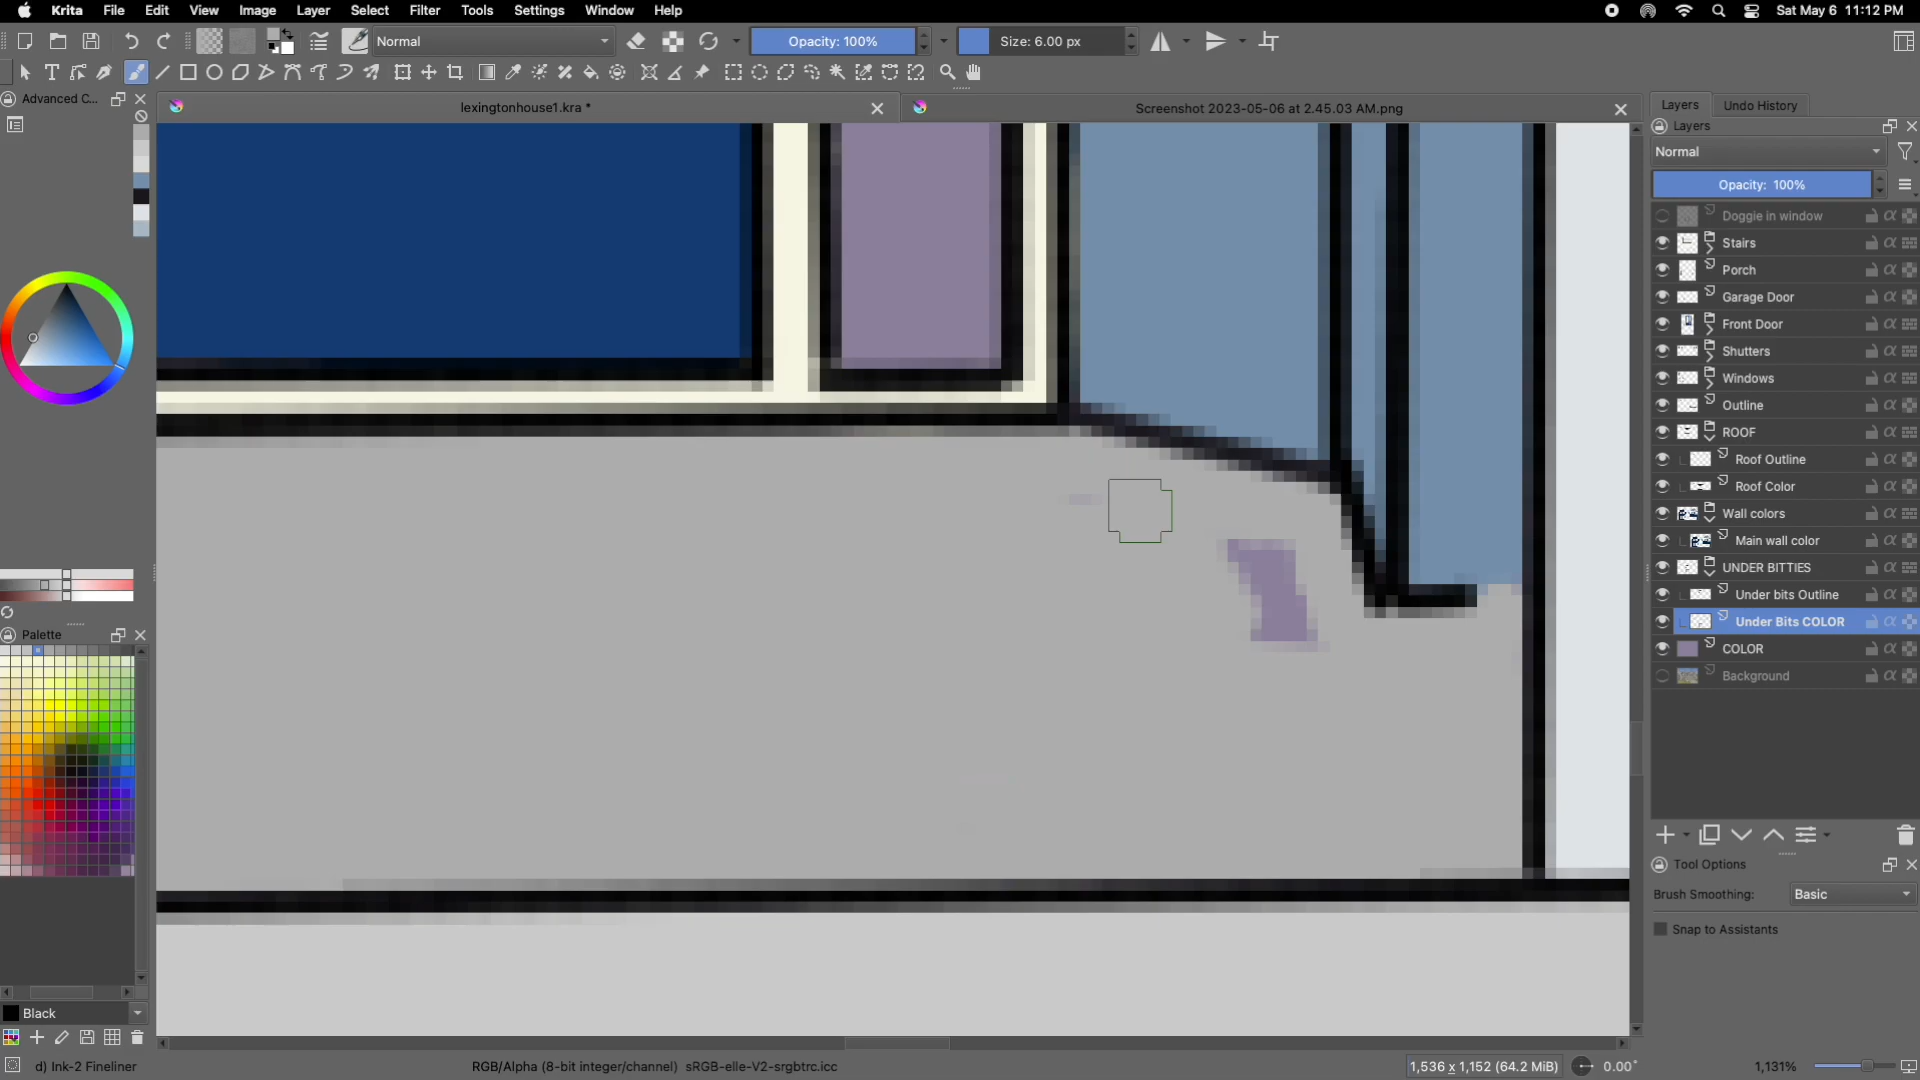 Krita File Edit View Image Layer Select Filter Tools Settings Window Help Sat May 6 11:12 PM
Normal Opacity: 100% Size: 6.00 px
Advanced C... lexingtonhouse1.kra * Screenshot 2023-05-06 at 2.45.03 AM.png Layers Undo History
Layers
Normal
Opacity: 100%
Doggie in window
Stairs
Porch
Garage Door
Front Door
Shutters
Windows
Outline
ROOF
Roof Outline
Roof Color
Wall colors
Main wall color
UNDER BITTIES
Under bits Outline
Under Bits COLOR
COLOR
Background
Palette
Tool Options
Brush Smoothing: Basic
Snap to Assistants
Black
d) Ink-2 Fineliner RGB/Alpha (8-bit integer/channel) sRGB-elle-V2-srgbtrc.icc 1,536 x 1,152 (64.2 MiB) 0.00° 1,131%